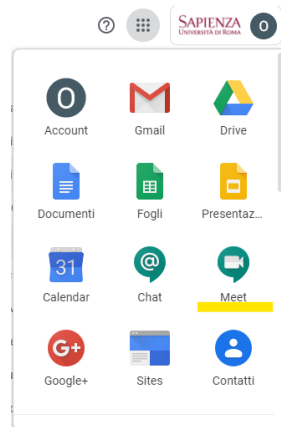 SAPIENZA
UNIVERSITÀ DI ROMA
O
O
Account
Gmail
Drive
Documenti
Fogli
Presentaz...
31
Calendar
Chat
Meet
G+
Google+
Sites
Contatti